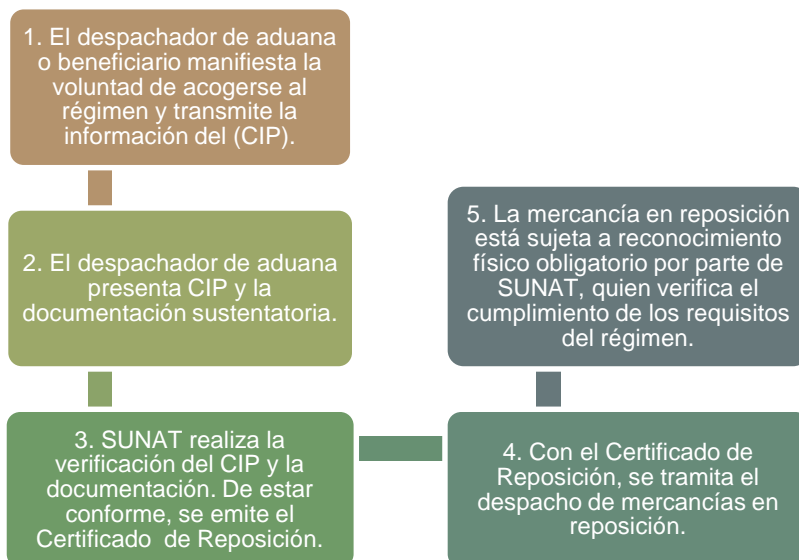 1. El despachador de aduana
o beneficiario manifiesta la
voluntad de acogerse al
régimen y transmite la
información del (CIP).
2. El despachador de aduana
presenta CIP y la
documentación sustentatoria.
3. SUNAT realiza la
verificación del CIP y la
documentación. De estar
conforme, se emite el
Certificado de Reposición.
4. Con el Certificado de
Reposición, se tramita el
despacho de mercancías en
reposición.
5. La mercancía en reposición
está sujeta a reconocimiento
físico obligatorio por parte de
SUNAT, quien verifica el
cumplimiento de los requisitos
del régimen.